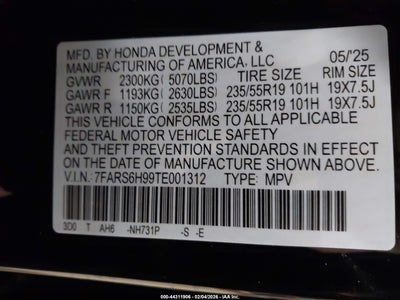 MFD. BY HONDA DEVELOPMENT &
MANUFACTURING OF AMERICA, LLC 05/'25
GVWR 2300KG (5070LBS) TIRE SIZE RIM SIZE
GAWR F 1193KG (2630LBS) 235/55R19 101H 19X7.5J
GAWR R 1150KG (2535LBS) 235/55R19 101H 19X7.5J
THIS VEHICLE CONFORMS TO ALL APPLICABLE
FEDERAL MOTOR VEHICLE SAFETY
AND THEFT PREVENTION STANDARDS
IN EFFECT ON THE DATE OF MANUFACTURE
SHOWN ABOVE.
V.I.N.: 7FARS6H99TE001312 TYPE: MPV
3D0 T AH6 -NH731P -S -E
000-44311906 - 02/04/2026 - IAA Inc.